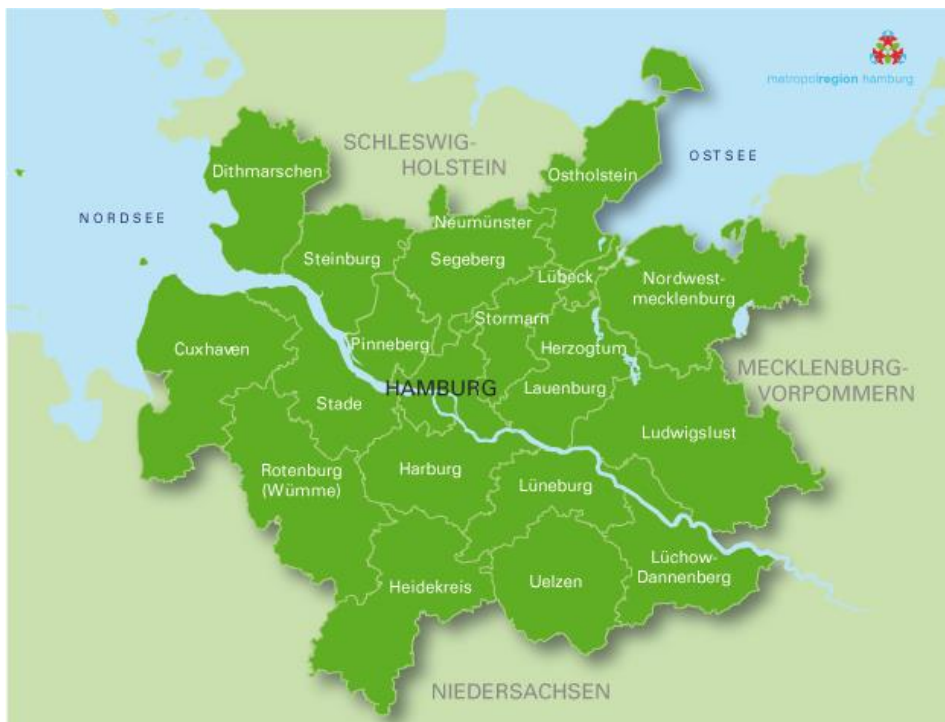 metropolregion hamburg
SCHLESWIG-
HOLSTEIN
OSTSEE
Dithmarschen
Ostholstein
NORDSEE
Neumünster
Steinburg
Segeberg
Lübeck
Nordwest-
mecklenburg
Stormarn
Pinneberg
Cuxhaven
Herzogtum
Lauenburg
MECKLENBURG-
VORPOMMERN
HAMBURG
Stade
Ludwigslust
Rotenburg
(Wümme)
Harburg
Lüneburg
Lüchow-
Dannenberg
Heidekreis
Uelzen
NIEDERSACHSEN